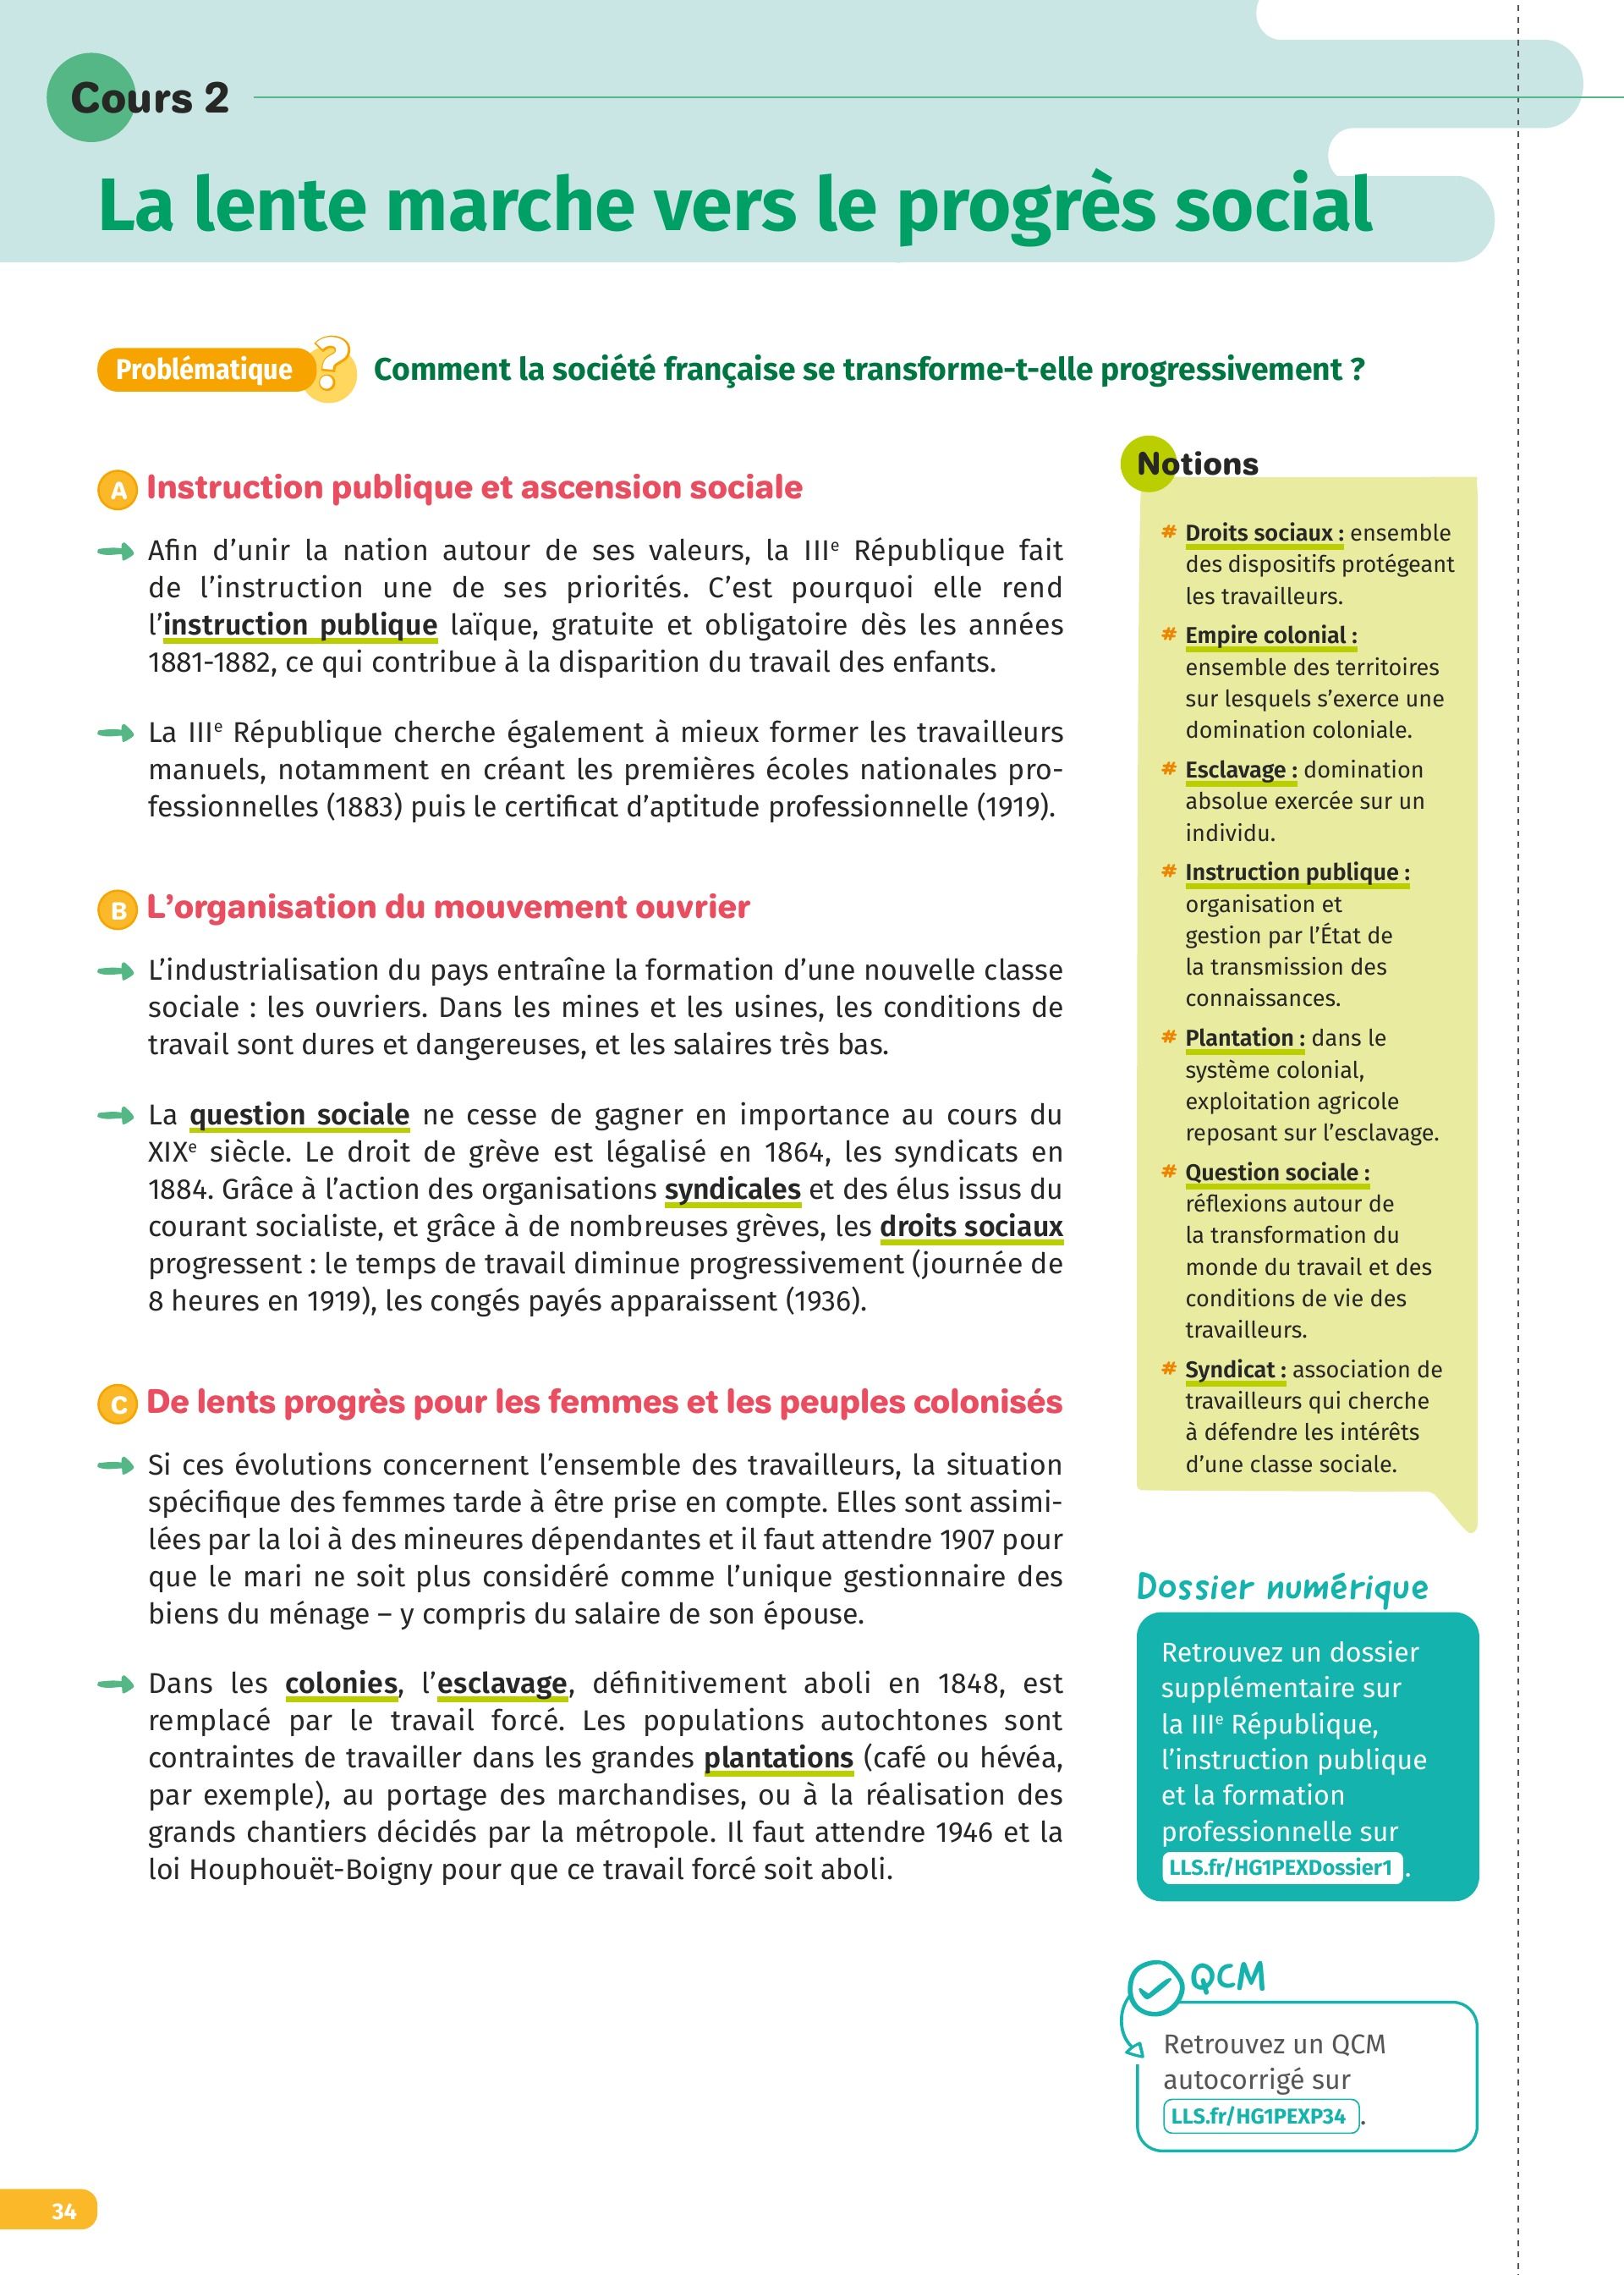 Cours 2
La lente marche vers le progrès social
Problématique ?
Comment la société française se transforme-t-elle progressivement ?
A Instruction publique et ascension sociale
Afin d’unir la nation autour de ses valeurs, la IIIe République fait
de l’instruction une de ses priorités. C’est pourquoi elle rend
l’instruction publique laïque, gratuite et obligatoire dès les années
1881-1882, ce qui contribue à la disparition du travail des enfants.
La IIIe République cherche également à mieux former les travailleurs
manuels, notamment en créant les premières écoles nationales pro-
fessionnelles (1883) puis le certificat d’aptitude professionnelle (1919).
B L’organisation du mouvement ouvrier
L’industrialisation du pays entraîne la formation d’une nouvelle classe
sociale : les ouvriers. Dans les mines et les usines, les conditions de
travail sont dures et dangereuses, et les salaires très bas.
La question sociale ne cesse de gagner en importance au cours du
XIXe siècle. Le droit de grève est légalisé en 1864, les syndicats en
1884. Grâce à l’action des organisations syndicales et des élus issus du
courant socialiste, et grâce à de nombreuses grèves, les droits sociaux
progressent : le temps de travail diminue progressivement (journée de
8 heures en 1919), les congés payés apparaissent (1936).
C De lents progrès pour les femmes et les peuples colonisés
Si ces évolutions concernent l’ensemble des travailleurs, la situation
spécifique des femmes tarde à être prise en compte. Elles sont assimi-
lées par la loi à des mineures dépendantes et il faut attendre 1907 pour
que le mari ne soit plus considéré comme l’unique gestionnaire des
biens du ménage – y compris du salaire de son épouse.
Dans les colonies, l’esclavage, définitivement aboli en 1848, est
remplacé par le travail forcé. Les populations autochtones sont
contraintes de travailler dans les grandes plantations (café ou hévéa,
par exemple), au portage des marchandises, ou à la réalisation des
grands chantiers décidés par la métropole. Il faut attendre 1946 et la
loi Houphouët-Boigny pour que ce travail forcé soit aboli.
Notions
# Droits sociaux : ensemble
des dispositifs protégeant
les travailleurs.
# Empire colonial :
ensemble des territoires
sur lesquels s’exerce une
domination coloniale.
# Esclavage : domination
absolue exercée sur un
individu.
# Instruction publique :
organisation et
gestion par l’État de
la transmission des
connaissances.
# Plantation : dans le
système colonial,
exploitation agricole
reposant sur l’esclavage.
# Question sociale :
réflexions autour de
la transformation du
monde du travail et des
conditions de vie des
travailleurs.
# Syndicat : association de
travailleurs qui cherche
à défendre les intérêts
d’une classe sociale.
Dossier numérique
Retrouvez un dossier
supplémentaire sur
la IIIe République,
l’instruction publique
et la formation
professionnelle sur
LLS.fr/HG1PEXDossier1 .
QCM
Retrouvez un QCM
autocorrigé sur
LLS.fr/HG1PEXP34 .
34